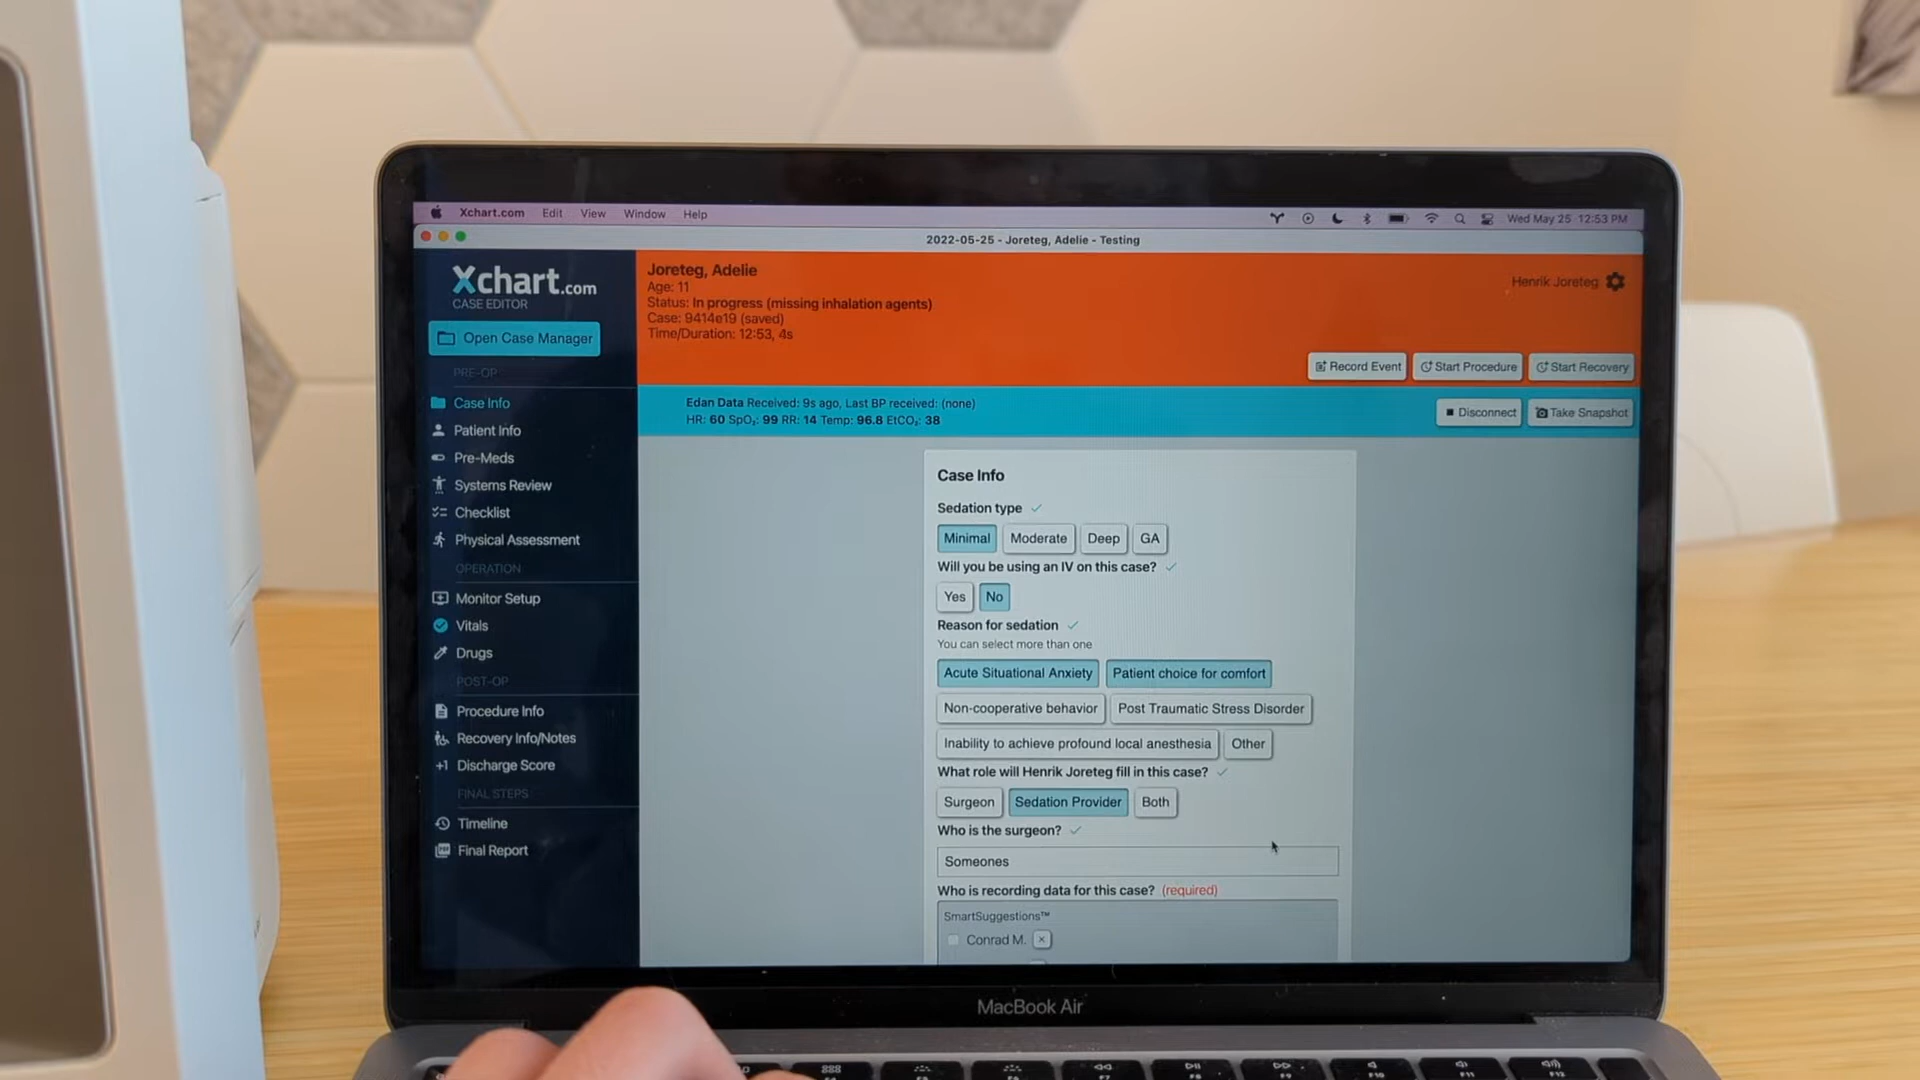 Xchart.com Edit View Window Help
Wed May 25 12:53 PM
2022-05-25 - Joreteg, Adelie - Testing
Xchart.com
CASE EDITOR
Open Case Manager
PRE-OP
Case Info
Patient Info
Pre-Meds
Systems Review
Checklist
Physical Assessment
OPERATION
Monitor Setup
Vitals
Drugs
POST-OP
Procedure Info
Recovery Info/Notes
+1 Discharge Score
FINAL STEPS
Timeline
Final Report
Joreteg, Adelie
Age: 11
Status: In progress (missing inhalation agents)
Case: 9414e19 (saved)
Time/Duration: 12:53, 4s
Henrik Joreteg
Record Event Start Procedure Start Recovery
Edan Data Received: 9s ago, Last BP received: (none)
HR: 60 SpO₂: 99 RR: 14 Temp: 96.8 EtCO₂: 38
Disconnect Take Snapshot
Case Info
Sedation type
Minimal Moderate Deep GA
Will you be using an IV on this case?
Yes No
Reason for sedation
You can select more than one
Acute Situational Anxiety Patient choice for comfort
Non-cooperative behavior Post Traumatic Stress Disorder
Inability to achieve profound local anesthesia Other
What role will Henrik Joreteg fill in this case?
Surgeon Sedation Provider Both
Who is the surgeon?
Someones
Who is recording data for this case? (required)
SmartSuggestions™
Conrad M.
MacBook Air